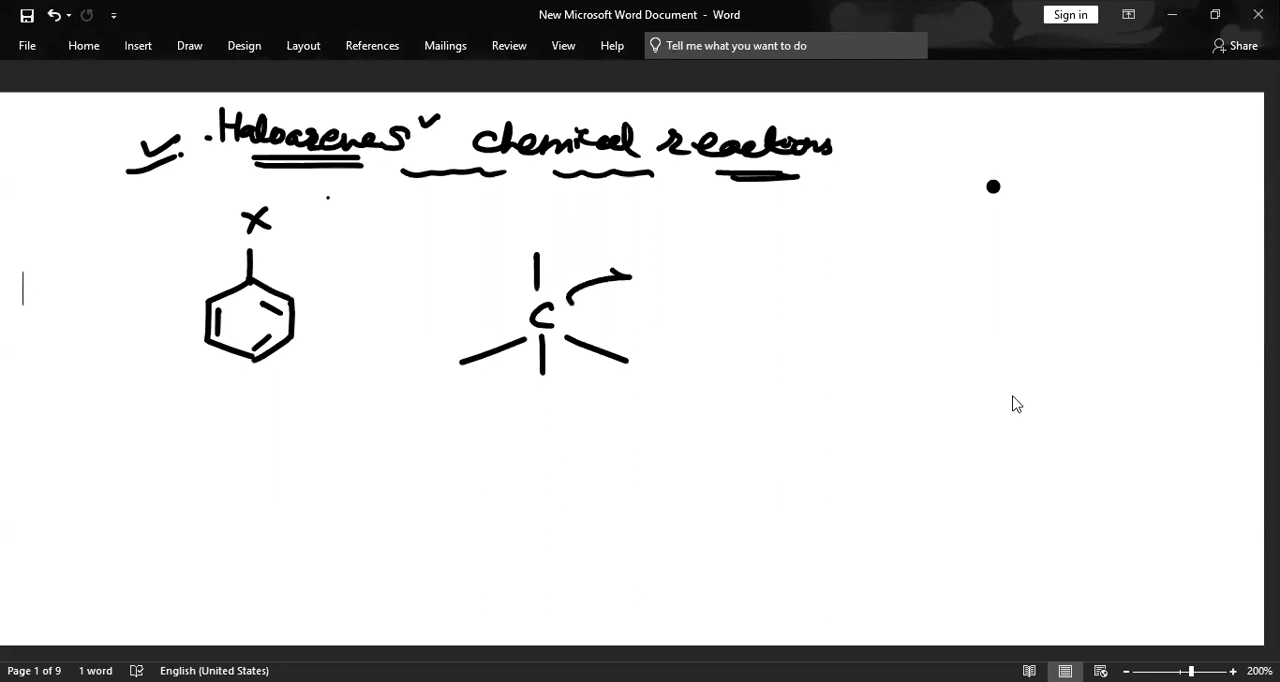 New Microsoft Word Document - Word
Sign in
File Home Insert Draw Design Layout References Mailings Review View Help Tell me what you want to do Share
Haloarenes chemical reactions
X
C
Page 1 of 9 1 word English (United States) 200%